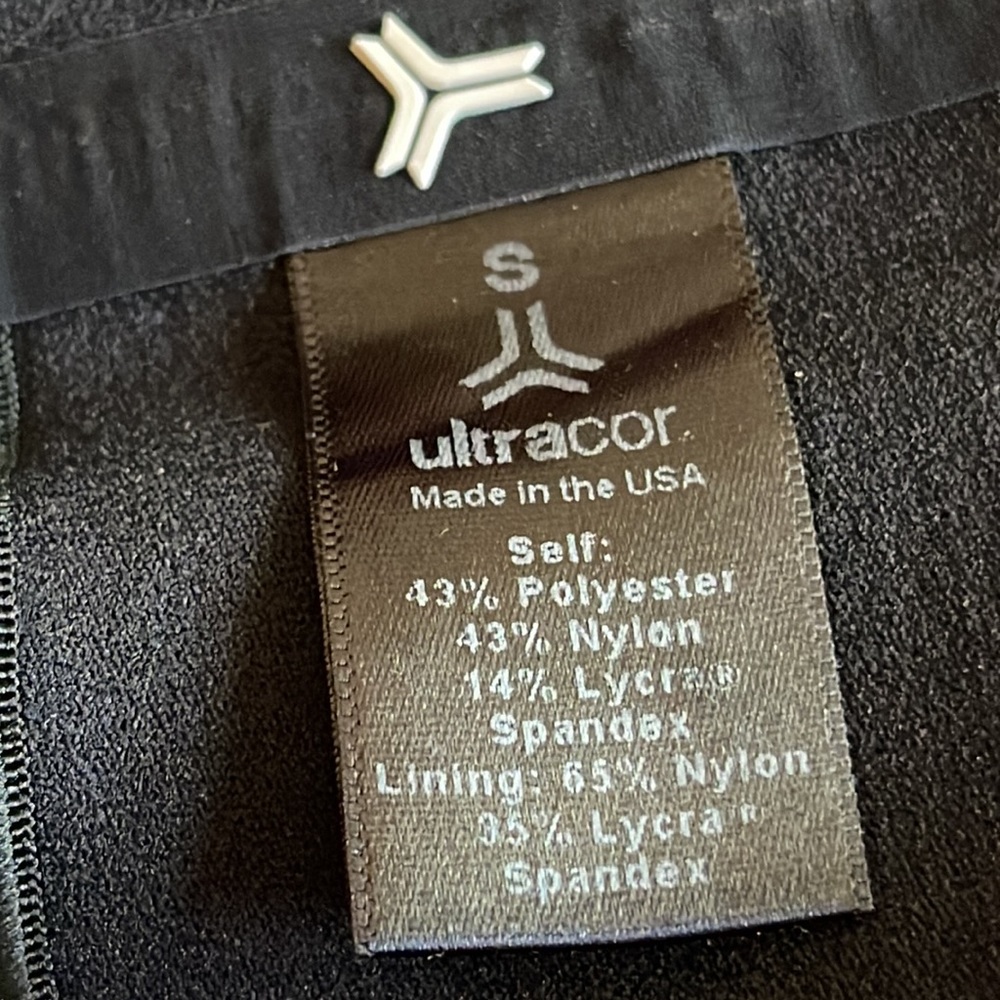 S
ultracor
Made in the USA
Self:
43% Polyester
43% Nylon
14% Lycra®
Spandex
Lining: 65% Nylon
35% Lycra®
Spandex